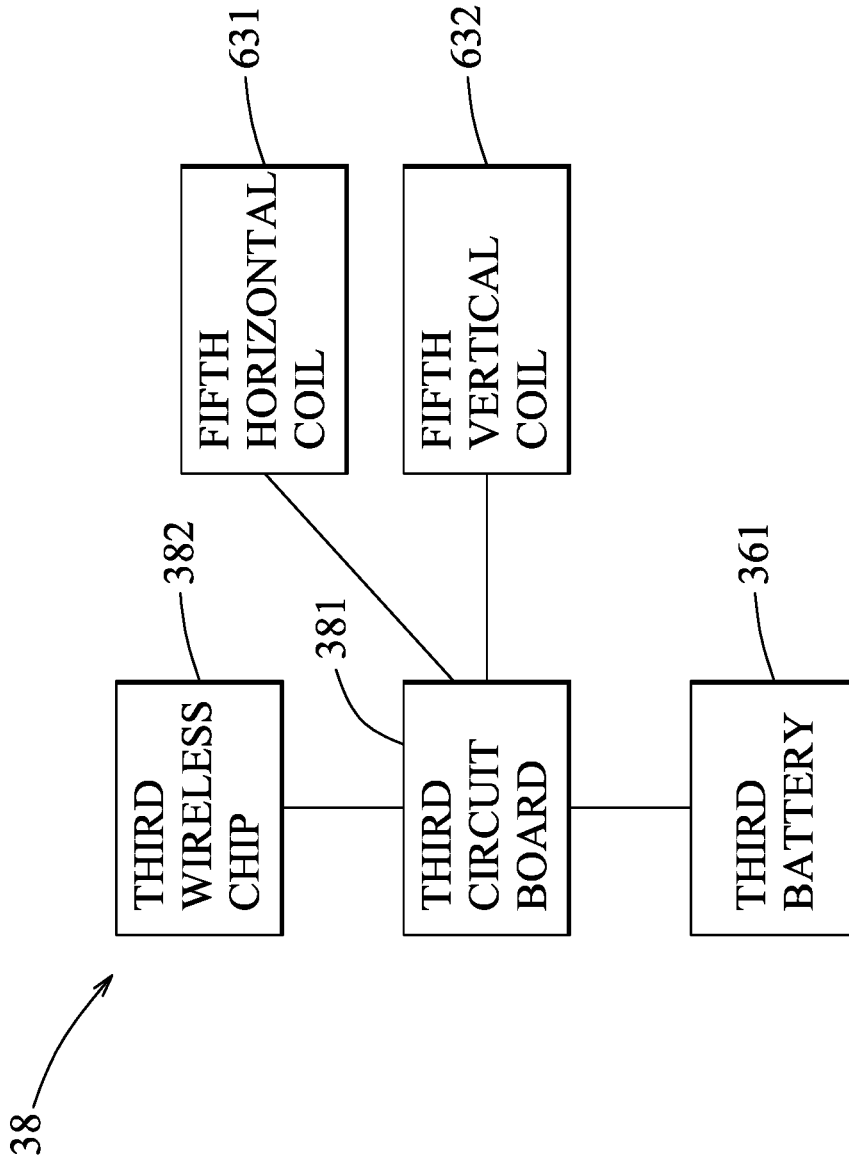 38
THIRD
WIRELESS
CHIP
382
FIFTH
HORIZONTAL
COIL
631
THIRD
CIRCUIT
BOARD
381
FIFTH
VERTICAL
COIL
632
THIRD
BATTERY
361